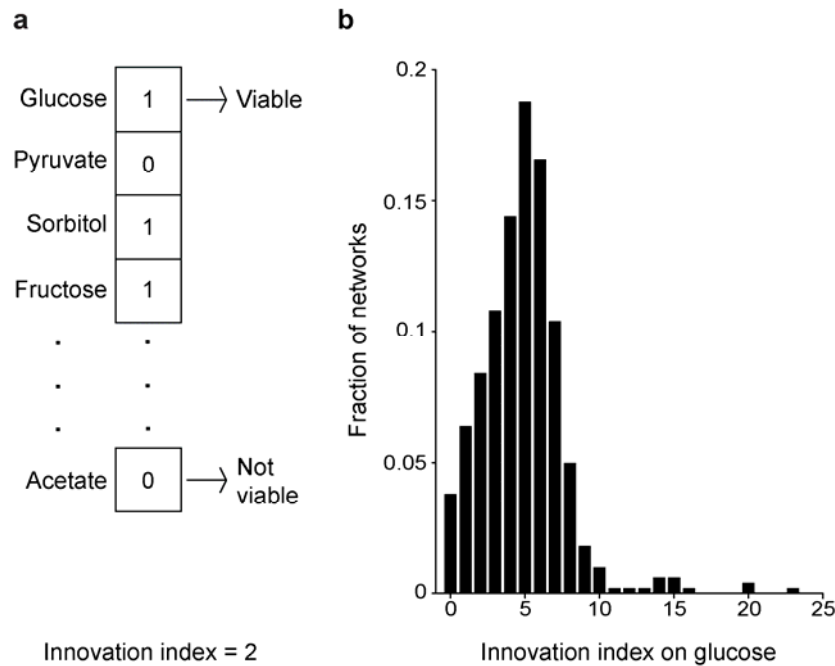 a
Glucose 1 Viable
Pyruvate 0
Sorbitol 1
Fructose 1
Acetate 0 Not
viable
Innovation index = 2
b
0.2
0.15
0.1
0.05
0
Fraction of networks
0 5 10 15 20 25
Innovation index on glucose